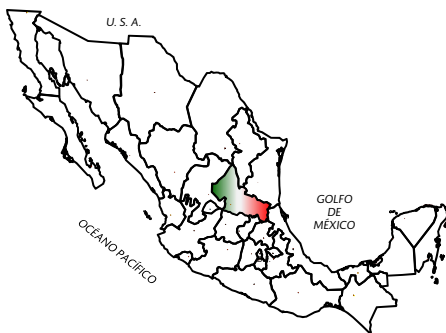 U. S. A.
GOLFO
DE
MÉXICO
OCÉANO PACÍFICO